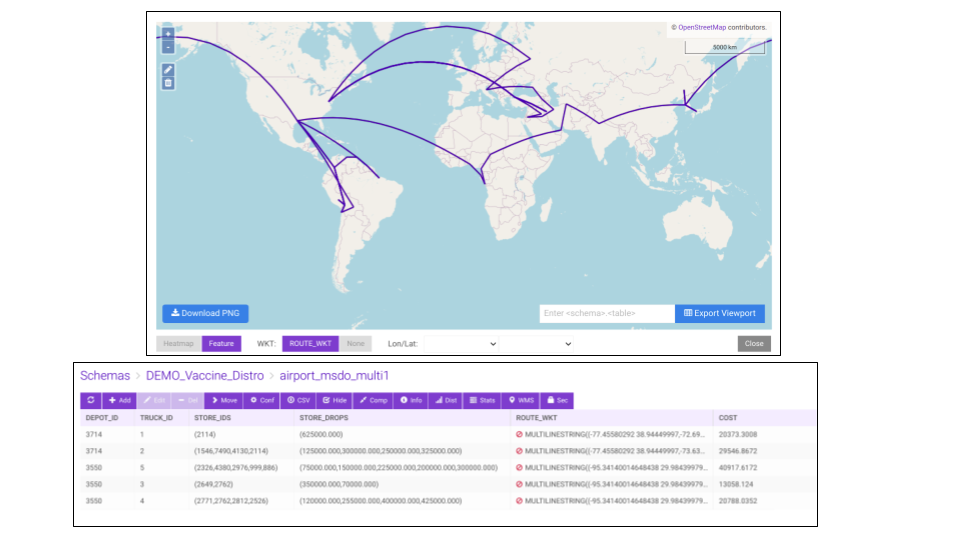 +
© OpenStreetMap contributors.
-
5000 km
Download PNG
Enter <schema>.<table>
Export Viewport
Heatmap Feature WKT: ROUTE_WKT None Lon/Lat: Close
Schemas > DEMO_Vaccine_Distro > airport_msdo_multi1
+ Add Edit − Del Move Conf CSV Hide Comp Info Dist Stats WMS Sec
DEPOT_ID TRUCK_ID STORE_IDS STORE_DROPS ROUTE_WKT COST
3714 1 (2114) (625000.000) MULTILINESTRING((-77.45580292 38.94449997,-72.69... 20373.3008
3714 2 (1546,7490,4130,2114) (125000.000,300000.000,250000.000,325000.000) MULTILINESTRING((-77.45580292 38.94449997,-73.63... 29546.8672
3550 5 (2326,4380,2976,999,886) (75000.000,150000.000,225000.000,200000.000,300000.000) MULTILINESTRING((-95.34140014648438 29.98439979... 40917.6172
3550 3 (2649,2762) (350000.000,70000.000) MULTILINESTRING((-95.34140014648438 29.98439979... 13058.124
3550 4 (2771,2762,2812,2526) (120000.000,255000.000,400000.000,425000.000) MULTILINESTRING((-95.34140014648438 29.98439979... 20788.0352